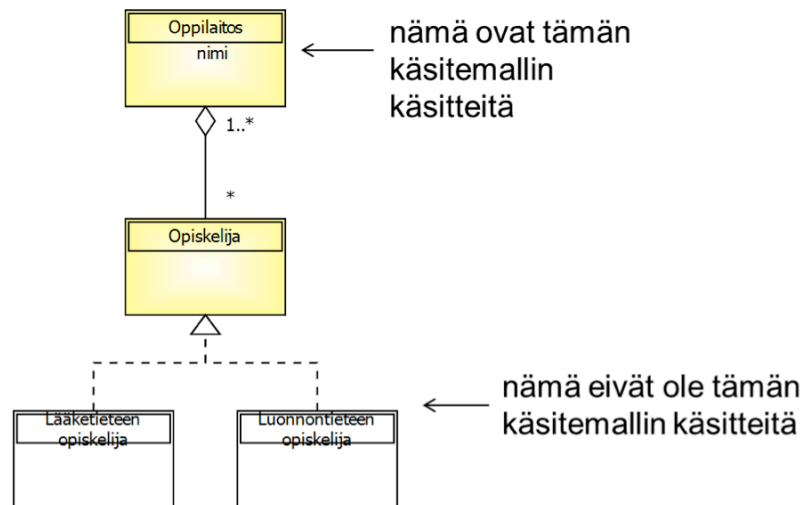 Oppilaitos
nimi
nämä ovat tämän
käsitemallin
käsitteitä
1..*
*
Opiskelija
Lääketieteen
opiskelija
Luonnontieteen
opiskelija
nämä eivät ole tämän
käsitemallin käsitteitä